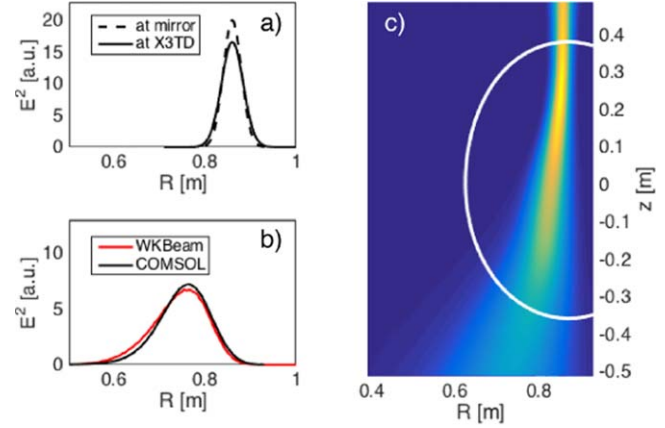 a)
at mirror
at X3TD
E² [a.u.]
20
15
10
5
0
0.6
0.8
1
R [m]
b)
WKBeam
COMSOL
E² [a.u.]
10
5
0
0.6
0.8
1
R [m]
c)
0.4
0.3
0.2
0.1
0
-0.1
-0.2
-0.3
-0.4
-0.5
z [m]
0.4
0.6
0.8
R [m]